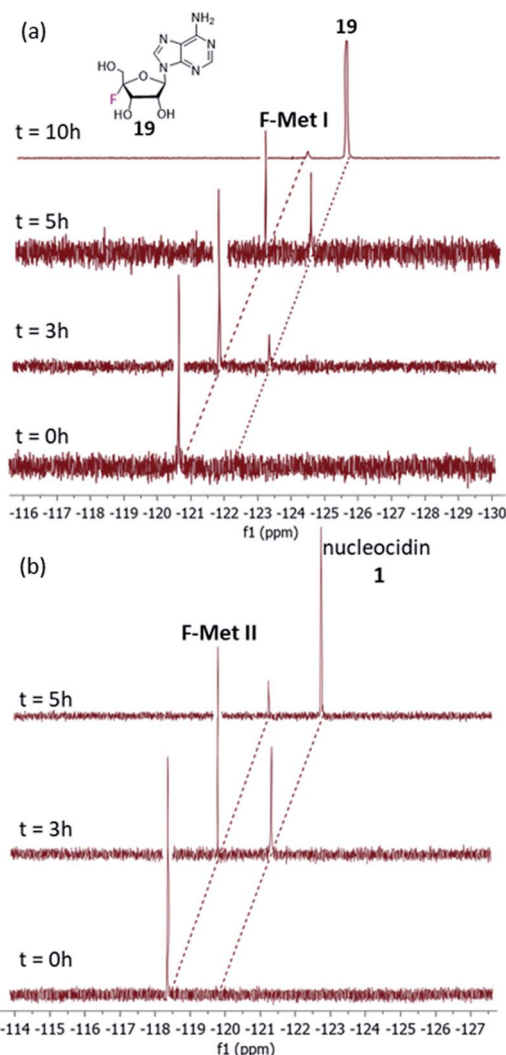 (a)
NH₂
19
N
N
N
N
HO
O
F
HO
OH
19
F-Met I
t = 10h
t = 5h
t = 3h
t = 0h
-116 -117 -118 -119 -120 -121 -122 -123 -124 -125 -126 -127 -128 -129 -130
f1 (ppm)
(b)
nucleocidin
1
F-Met II
t = 5h
t = 3h
t = 0h
-114 -115 -116 -117 -118 -119 -120 -121 -122 -123 -124 -125 -126 -127
f1 (ppm)